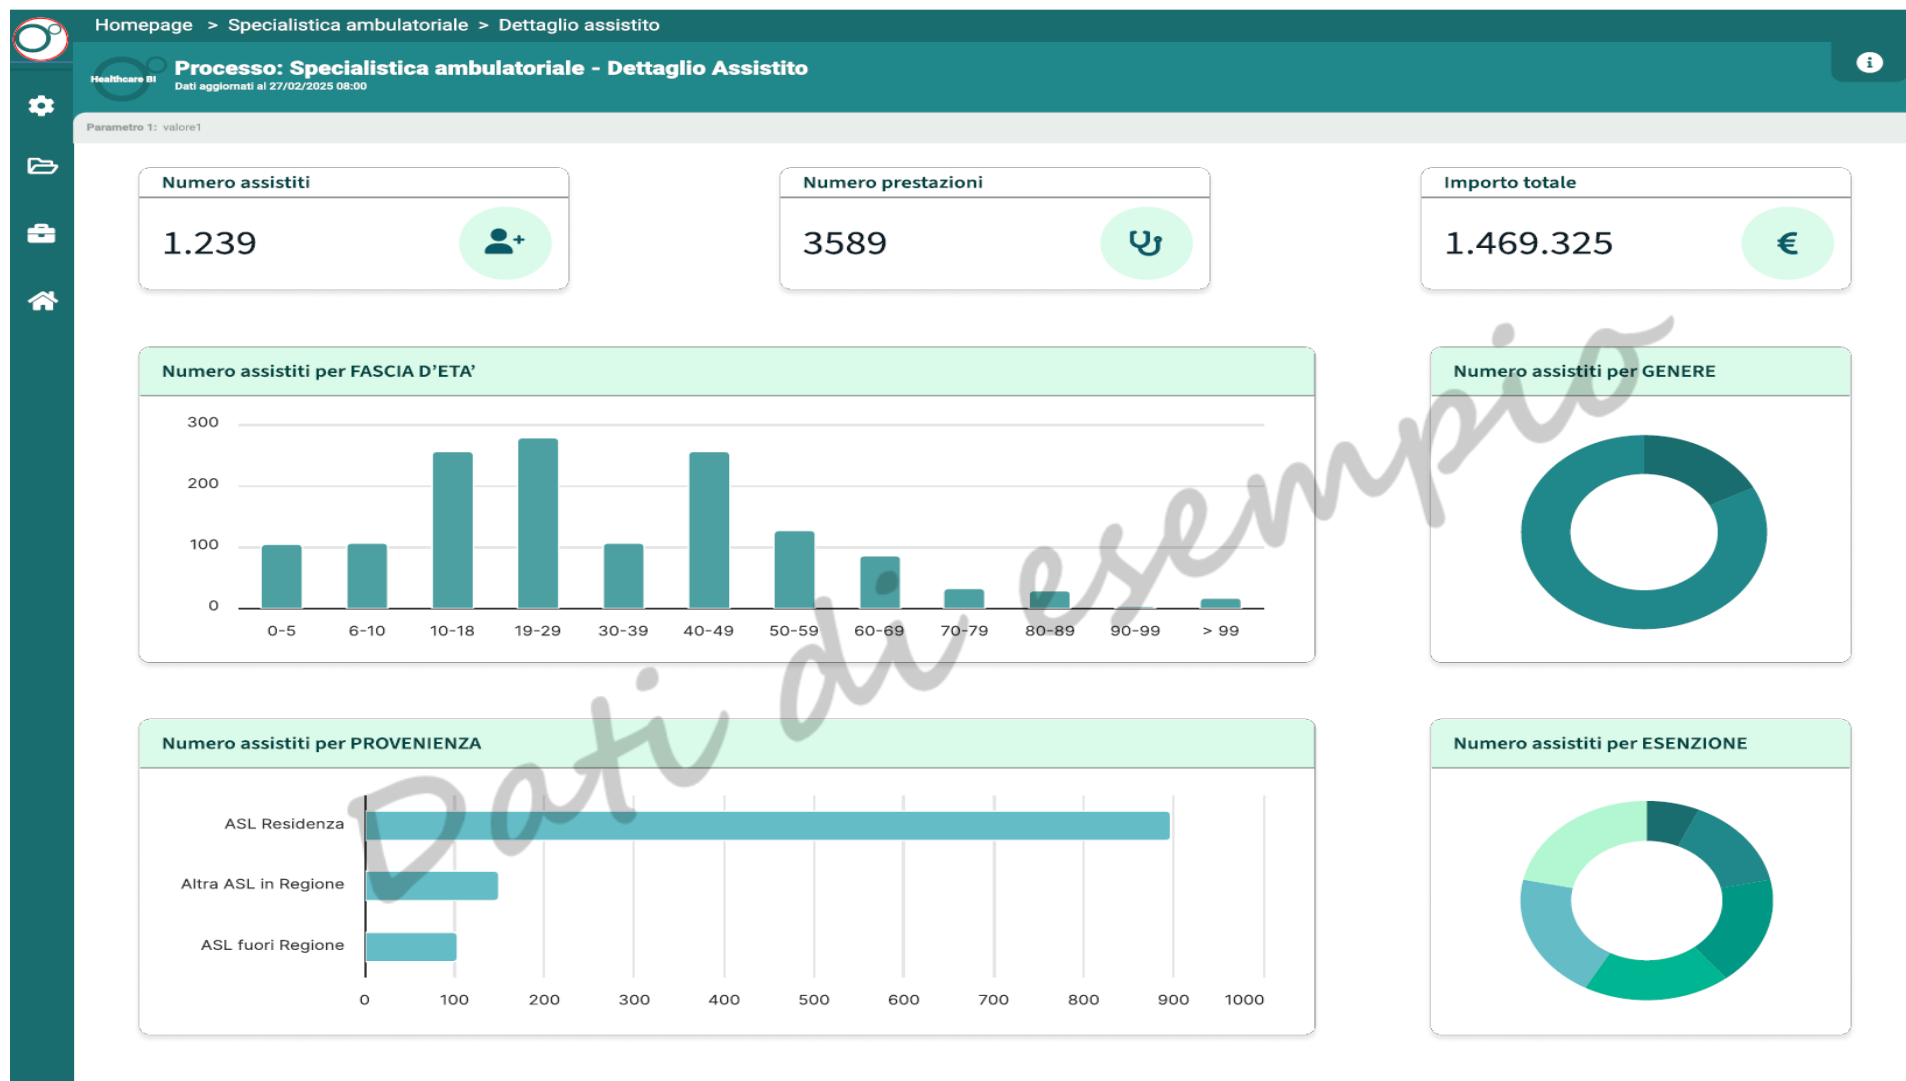 Homepage > Specialistica ambulatoriale > Dettaglio assistito
Healthcare BI
Processo: Specialistica ambulatoriale - Dettaglio Assistito
Dati aggiornati al 27/02/2025 08:00
Parametro 1: valore1
Numero assistiti
1.239
Numero prestazioni
3589
Importo totale
1.469.325
€
Numero assistiti per FASCIA D'ETA'
300
200
100
0
0-5 6-10 10-18 19-29 30-39 40-49 50-59 60-69 70-79 80-89 90-99 > 99
Numero assistiti per GENERE
Dati di esempio
Numero assistiti per PROVENIENZA
ASL Residenza
Altra ASL in Regione
ASL fuori Regione
0 100 200 300 400 500 600 700 800 900 1000
Numero assistiti per ESENZIONE